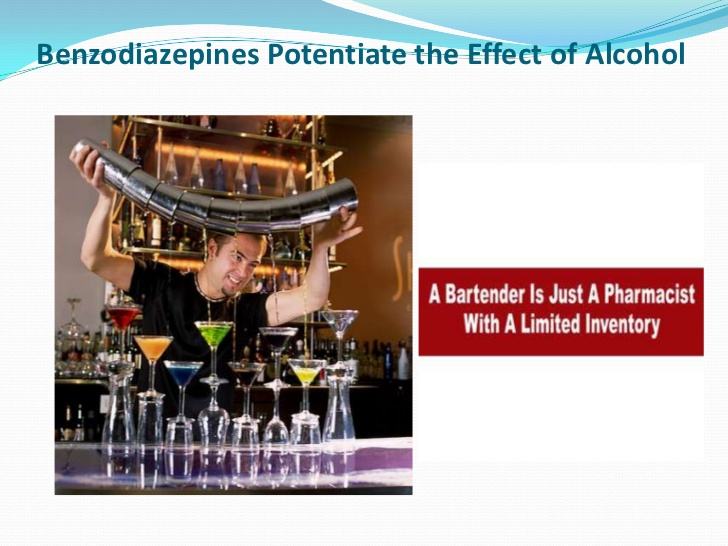 Benzodiazepines Potentiate the Effect of Alcohol
A Bartender Is Just A Pharmacist
With A Limited Inventory